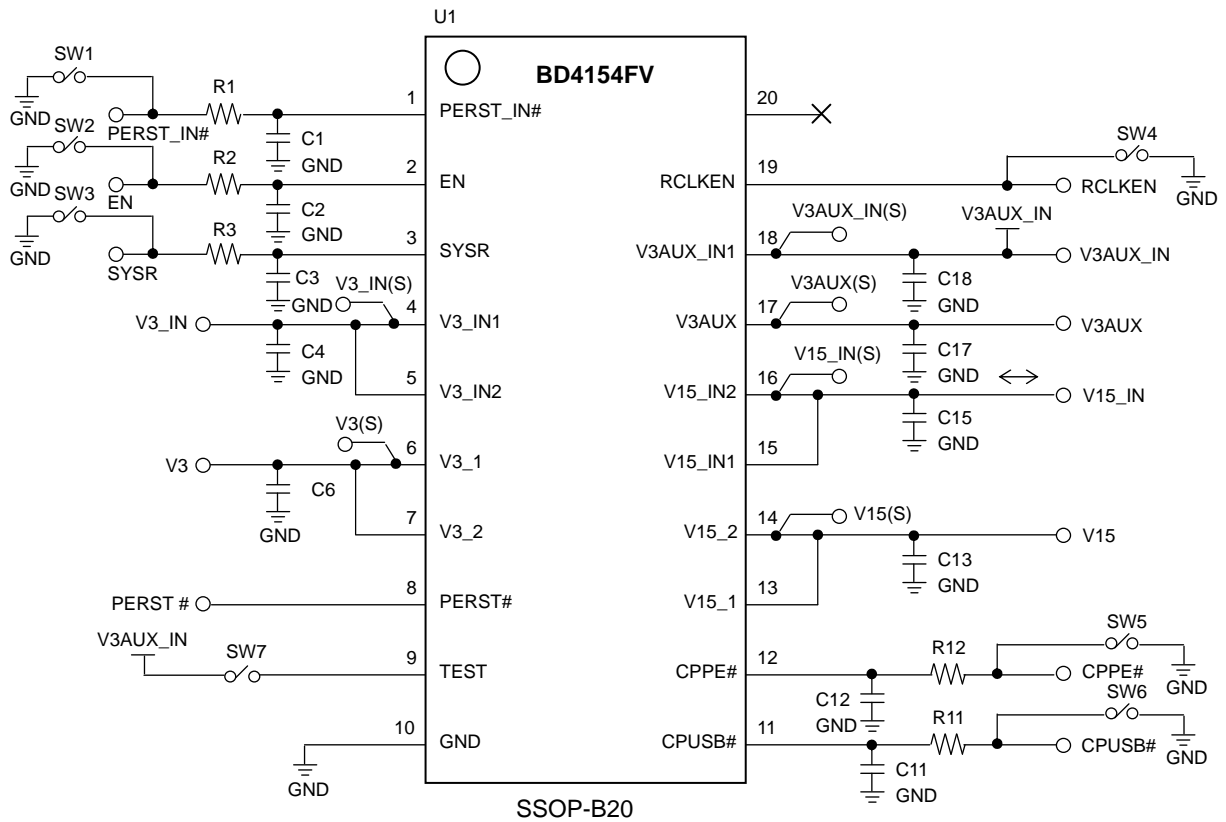 U1
BD4154FV
SW1
GND
PERST_IN#
R1
C1
GND
1
PERST_IN#
SW2
GND
EN
R2
C2
GND
2
EN
SW3
GND
SYSR
R3
C3
GND
3
SYSR
V3_IN
V3_IN(S)
C4
GND
4
V3_IN1
5
V3_IN2
V3
V3(S)
C6
GND
6
V3_1
7
V3_2
PERST #
8
PERST#
V3AUX_IN
SW7
9
TEST
10
GND
GND
20
19
RCLKEN
SW4
GND
RCLKEN
V3AUX_IN(S)
V3AUX_IN
18
V3AUX_IN1
C18
GND
V3AUX_IN
V3AUX(S)
17
V3AUX
C17
GND
V3AUX
V15_IN(S)
16
V15_IN2
C15
GND
V15_IN
15
V15_IN1
V15(S)
14
V15_2
C13
GND
V15
13
V15_1
12
CPPE#
C12
GND
R12
SW5
GND
CPPE#
11
CPUSB#
C11
GND
R11
SW6
GND
CPUSB#
SSOP-B20